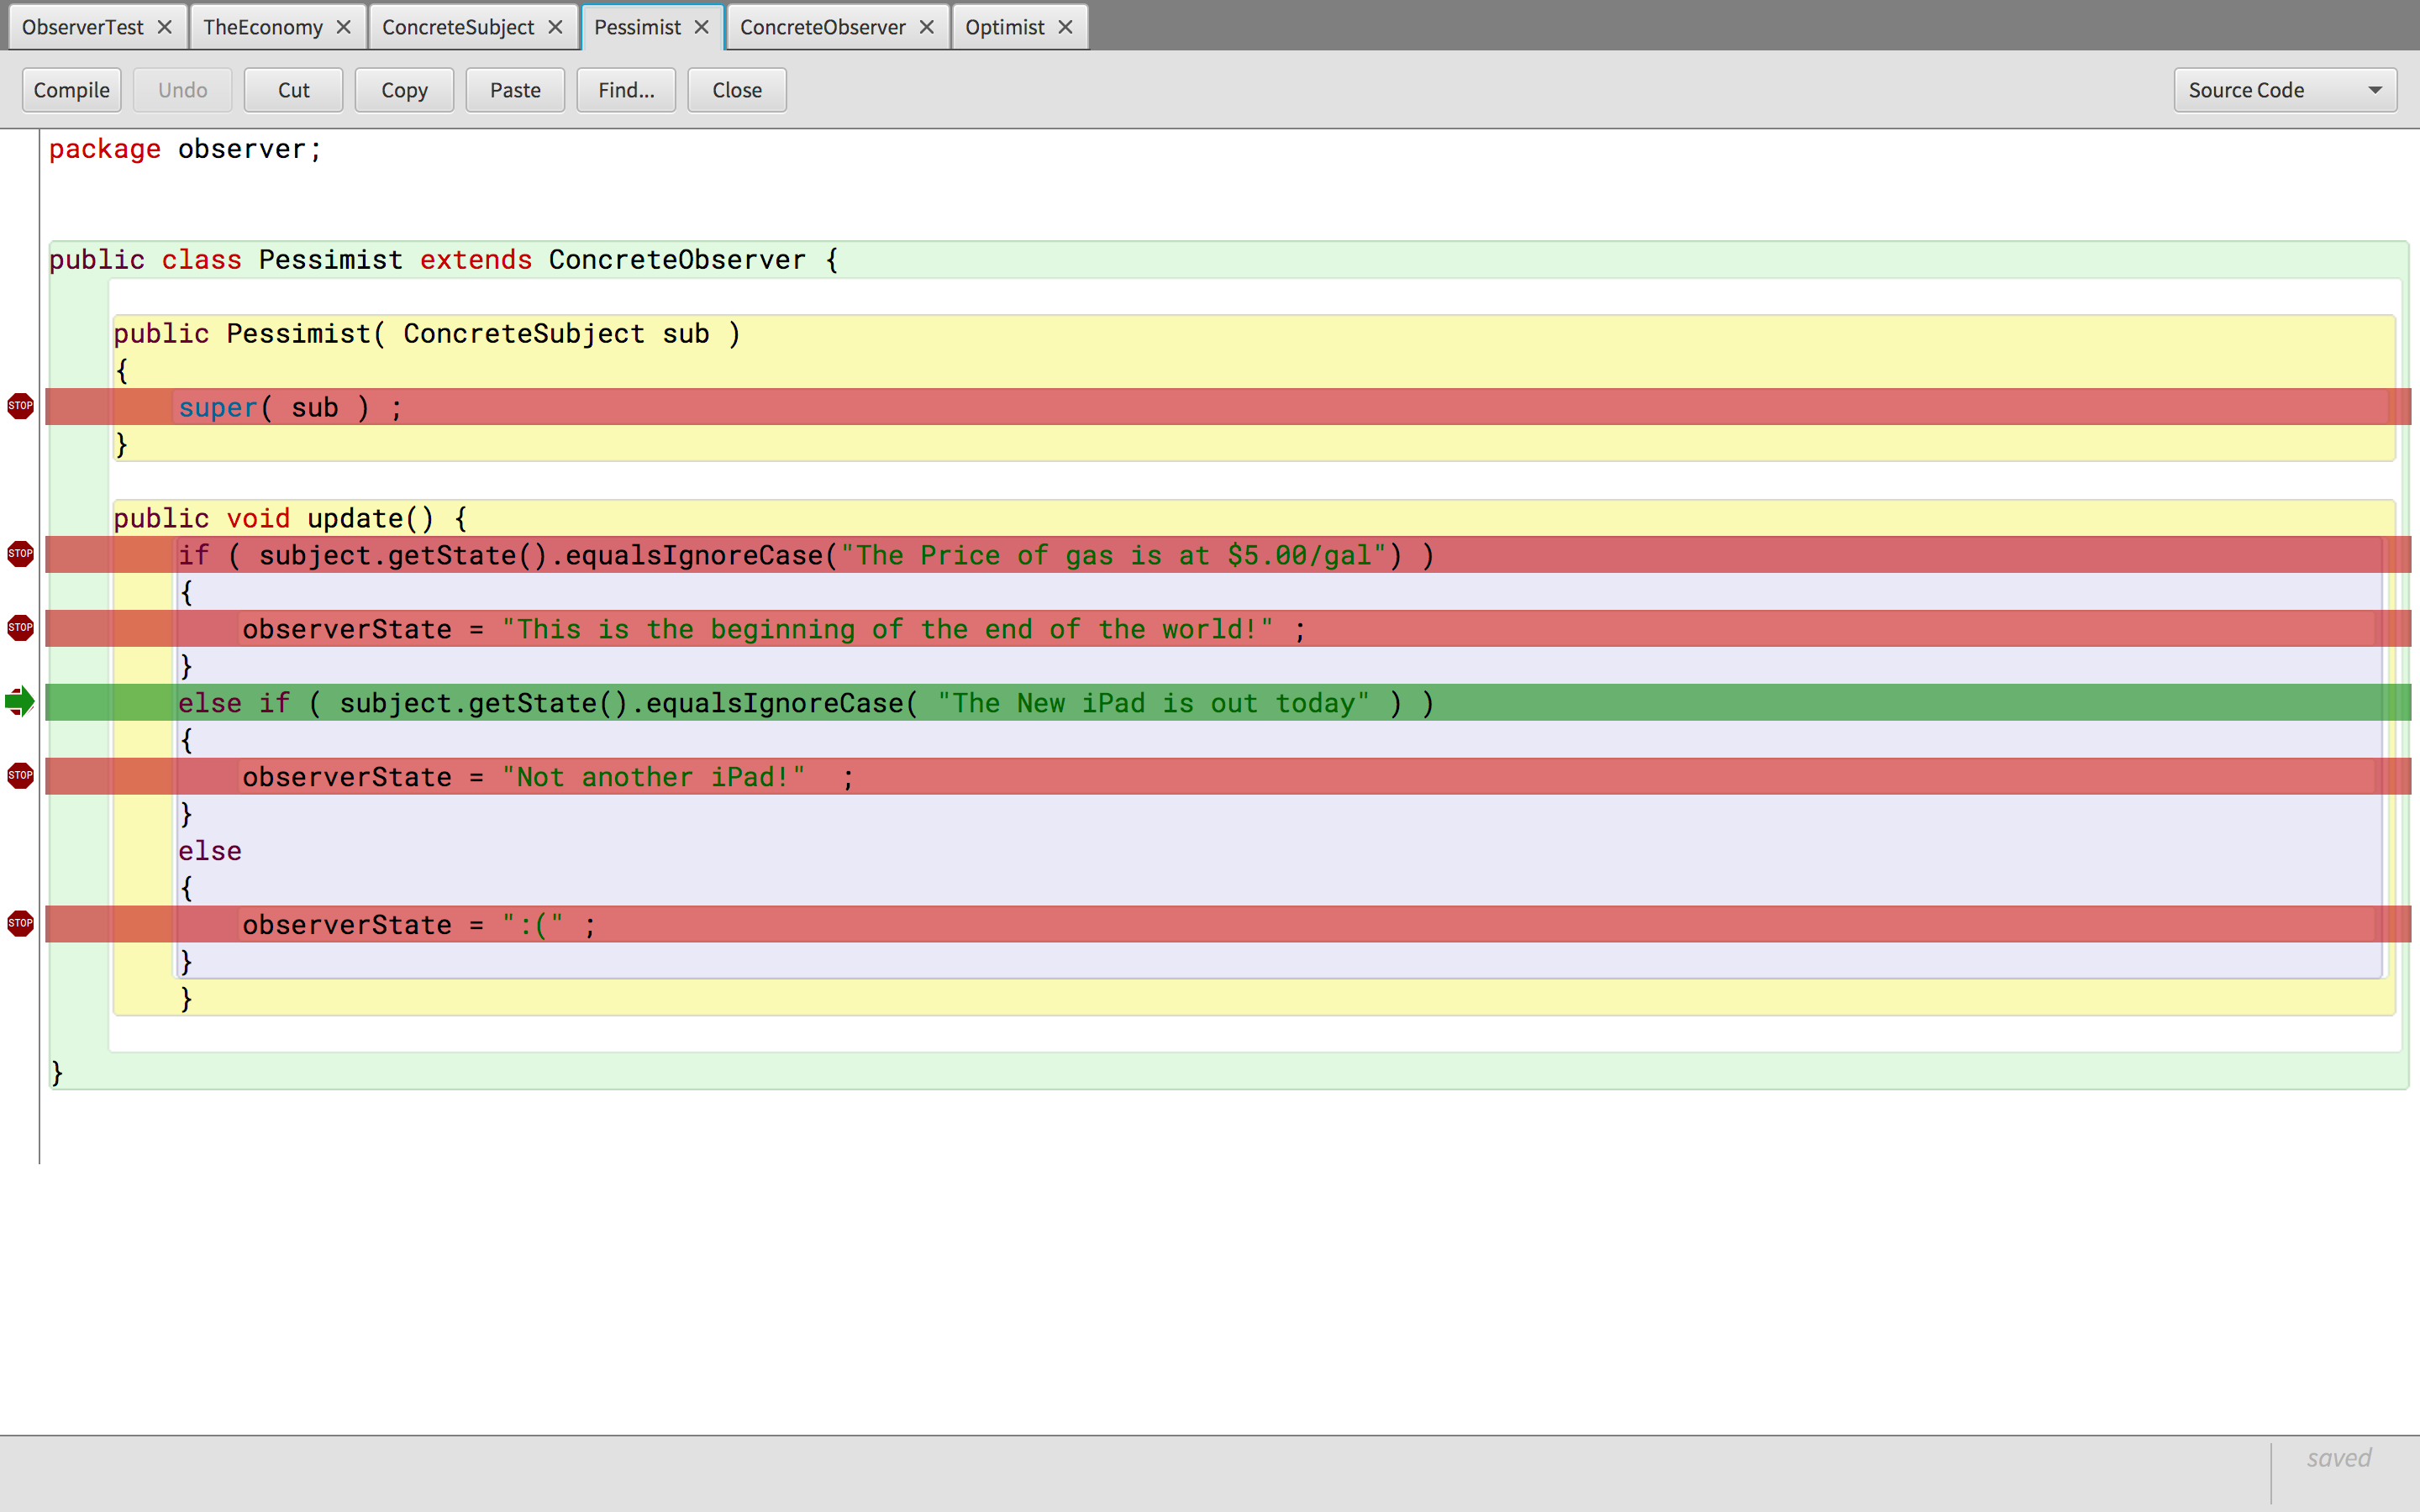 ObserverTest TheEconomy ConcreteSubject Pessimist ConcreteObserver Optimist
Compile Undo Cut Copy Paste Find... Close Source Code
package observer;
public class Pessimist extends ConcreteObserver {
public Pessimist( ConcreteSubject sub )
{
STOP super( sub ) ;
}
public void update() {
STOP if ( subject.getState().equalsIgnoreCase("The Price of gas is at $5.00/gal") )
{
STOP observerState = "This is the beginning of the end of the world!" ;
}
else if ( subject.getState().equalsIgnoreCase( "The New iPad is out today" ) )
{
STOP observerState = "Not another iPad!"  ;
}
else
{
STOP observerState = ":(" ;
}
}
}
saved